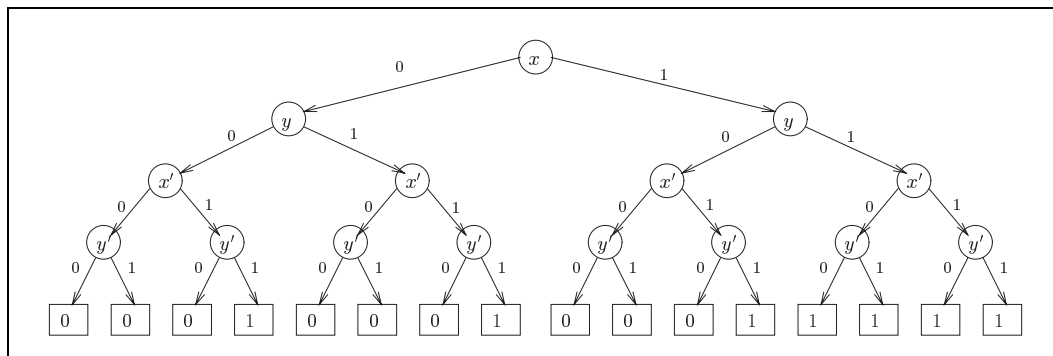 x
0 1
y y
0 1 0 1
x′ x′ x′ x′
0 1 0 1 0 1 0 1
y′ y′ y′ y′ y′ y′ y′ y′
0 1 0 1 0 1 0 1 0 1 0 1 0 1 0 1
0 0 0 1 0 0 0 1 0 0 0 1 1 1 1 1